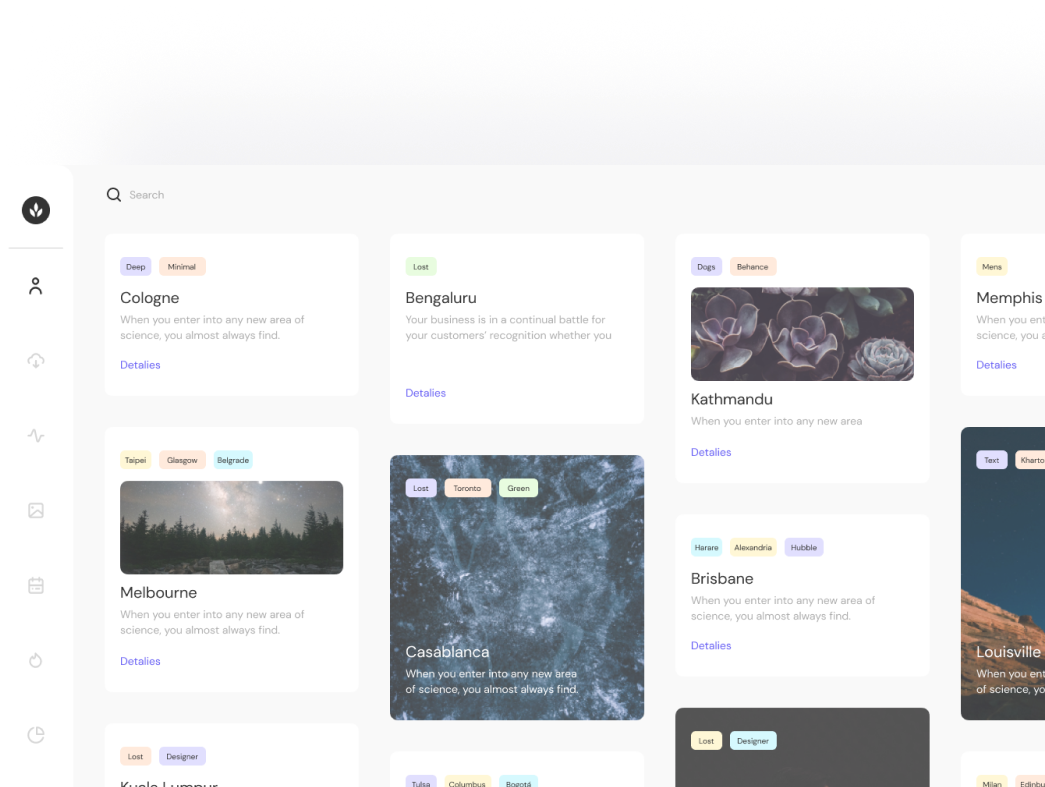 Search
Deep
Minimal
Cologne
When you enter into any new area of
science, you almost always find.
Detalies
Taipei
Glasgow
Belgrade
Melbourne
When you enter into any new area of
science, you almost always find.
Detalies
Lost
Designer
Kuala Lumpur
Lost
Bengaluru
Your business is in a continual battle for
your customers’ recognition whether you
Detalies
Lost
Toronto
Green
Casablanca
When you enter into any new area
of science, you almost always find.
Tulsa
Columbus
Bogotá
Dogs
Behance
Kathmandu
When you enter into any new area
Detalies
Harare
Alexandria
Hubble
Brisbane
When you enter into any new area of
science, you almost always find.
Detalies
Lost
Designer
Mens
Memphis
When you ent
science, you a
Detalies
Text
Kharto
Louisville
When you ent
of science, yo
Milan
Edinbu